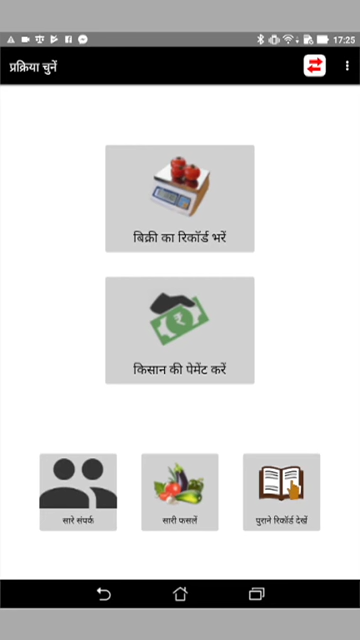 17:25
प्रक्रिया चुनें
बिक्री का रिकॉर्ड भरें
किसान की पेमेंट करें
सारे संपर्क
सारी फसलें
पुराने रिकॉर्ड देखें